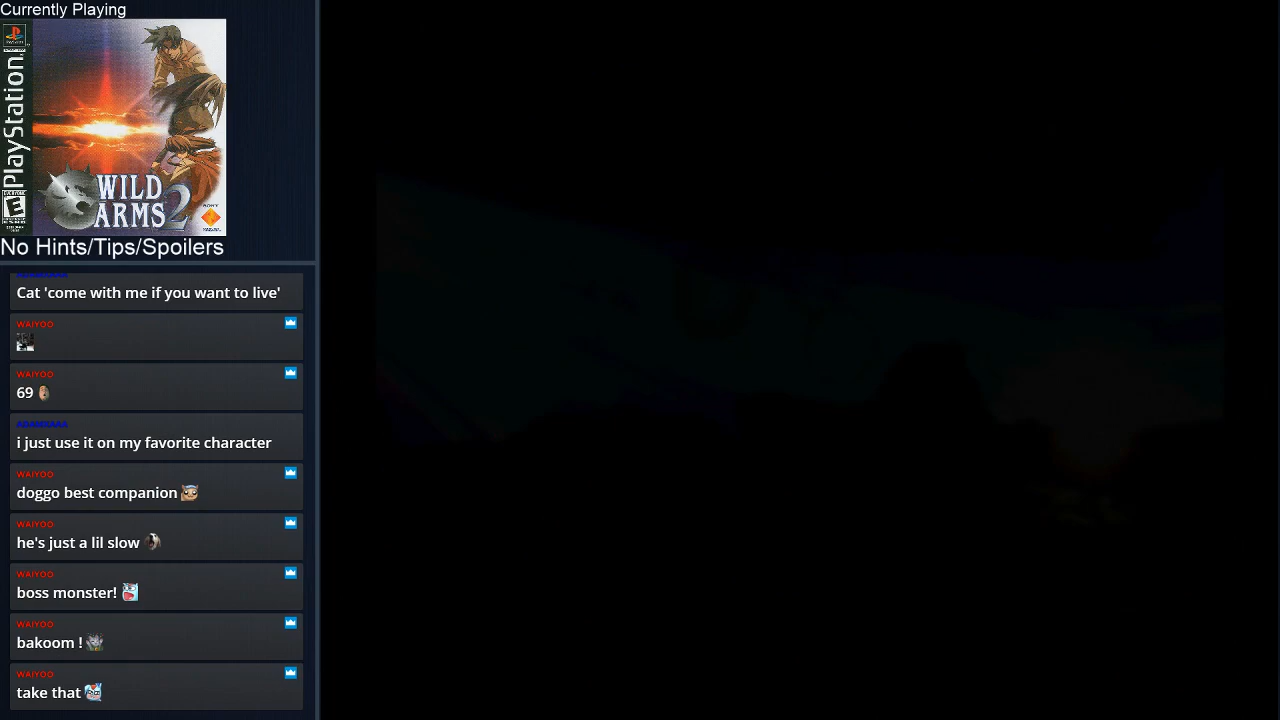 Currently Playing
PlayStation
WILD
ARMS 2
No Hints/Tips/Spoilers
Cat 'come with me if you want to live'
WAIYOO
WAIYOO
69
i just use it on my favorite character
WAIYOO
doggo best companion
WAIYOO
he's just a lil slow
WAIYOO
boss monster!
WAIYOO
bakoom !
WAIYOO
take that